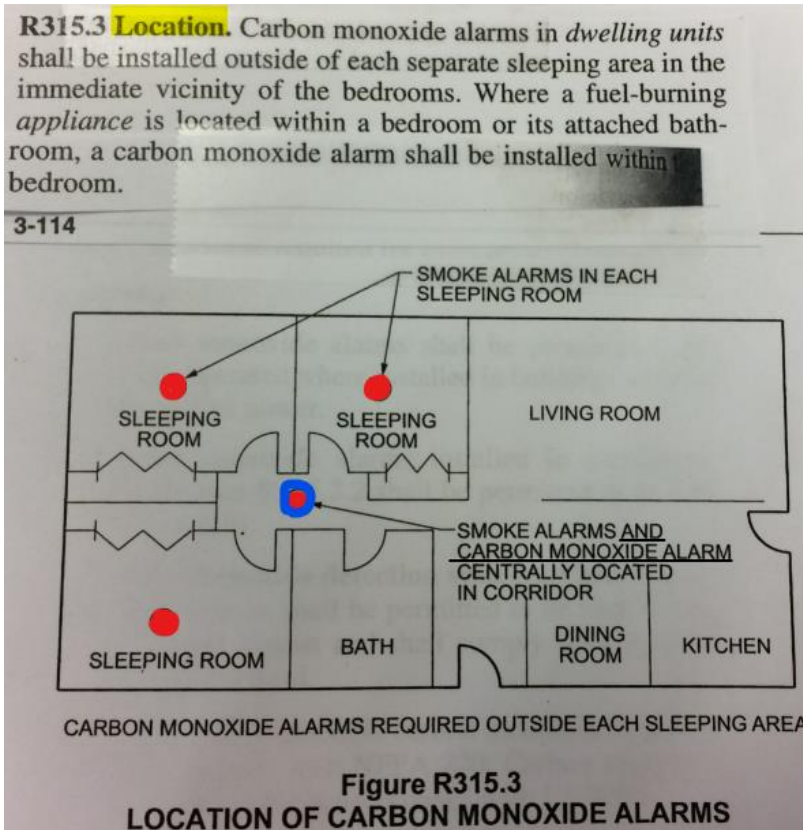 R315.3 Location. Carbon monoxide alarms in dwelling units
shall be installed outside of each separate sleeping area in the
immediate vicinity of the bedrooms. Where a fuel-burning
appliance is located within a bedroom or its attached bath-
room, a carbon monoxide alarm shall be installed within
bedroom.
3-114
SMOKE ALARMS IN EACH
SLEEPING ROOM
SLEEPING
ROOM
SLEEPING
ROOM
LIVING ROOM
SMOKE ALARMS AND
CARBON MONOXIDE ALARM
CENTRALLY LOCATED
IN CORRIDOR
SLEEPING ROOM
BATH
DINING
ROOM
KITCHEN
CARBON MONOXIDE ALARMS REQUIRED OUTSIDE EACH SLEEPING AREA
Figure R315.3
LOCATION OF CARBON MONOXIDE ALARMS